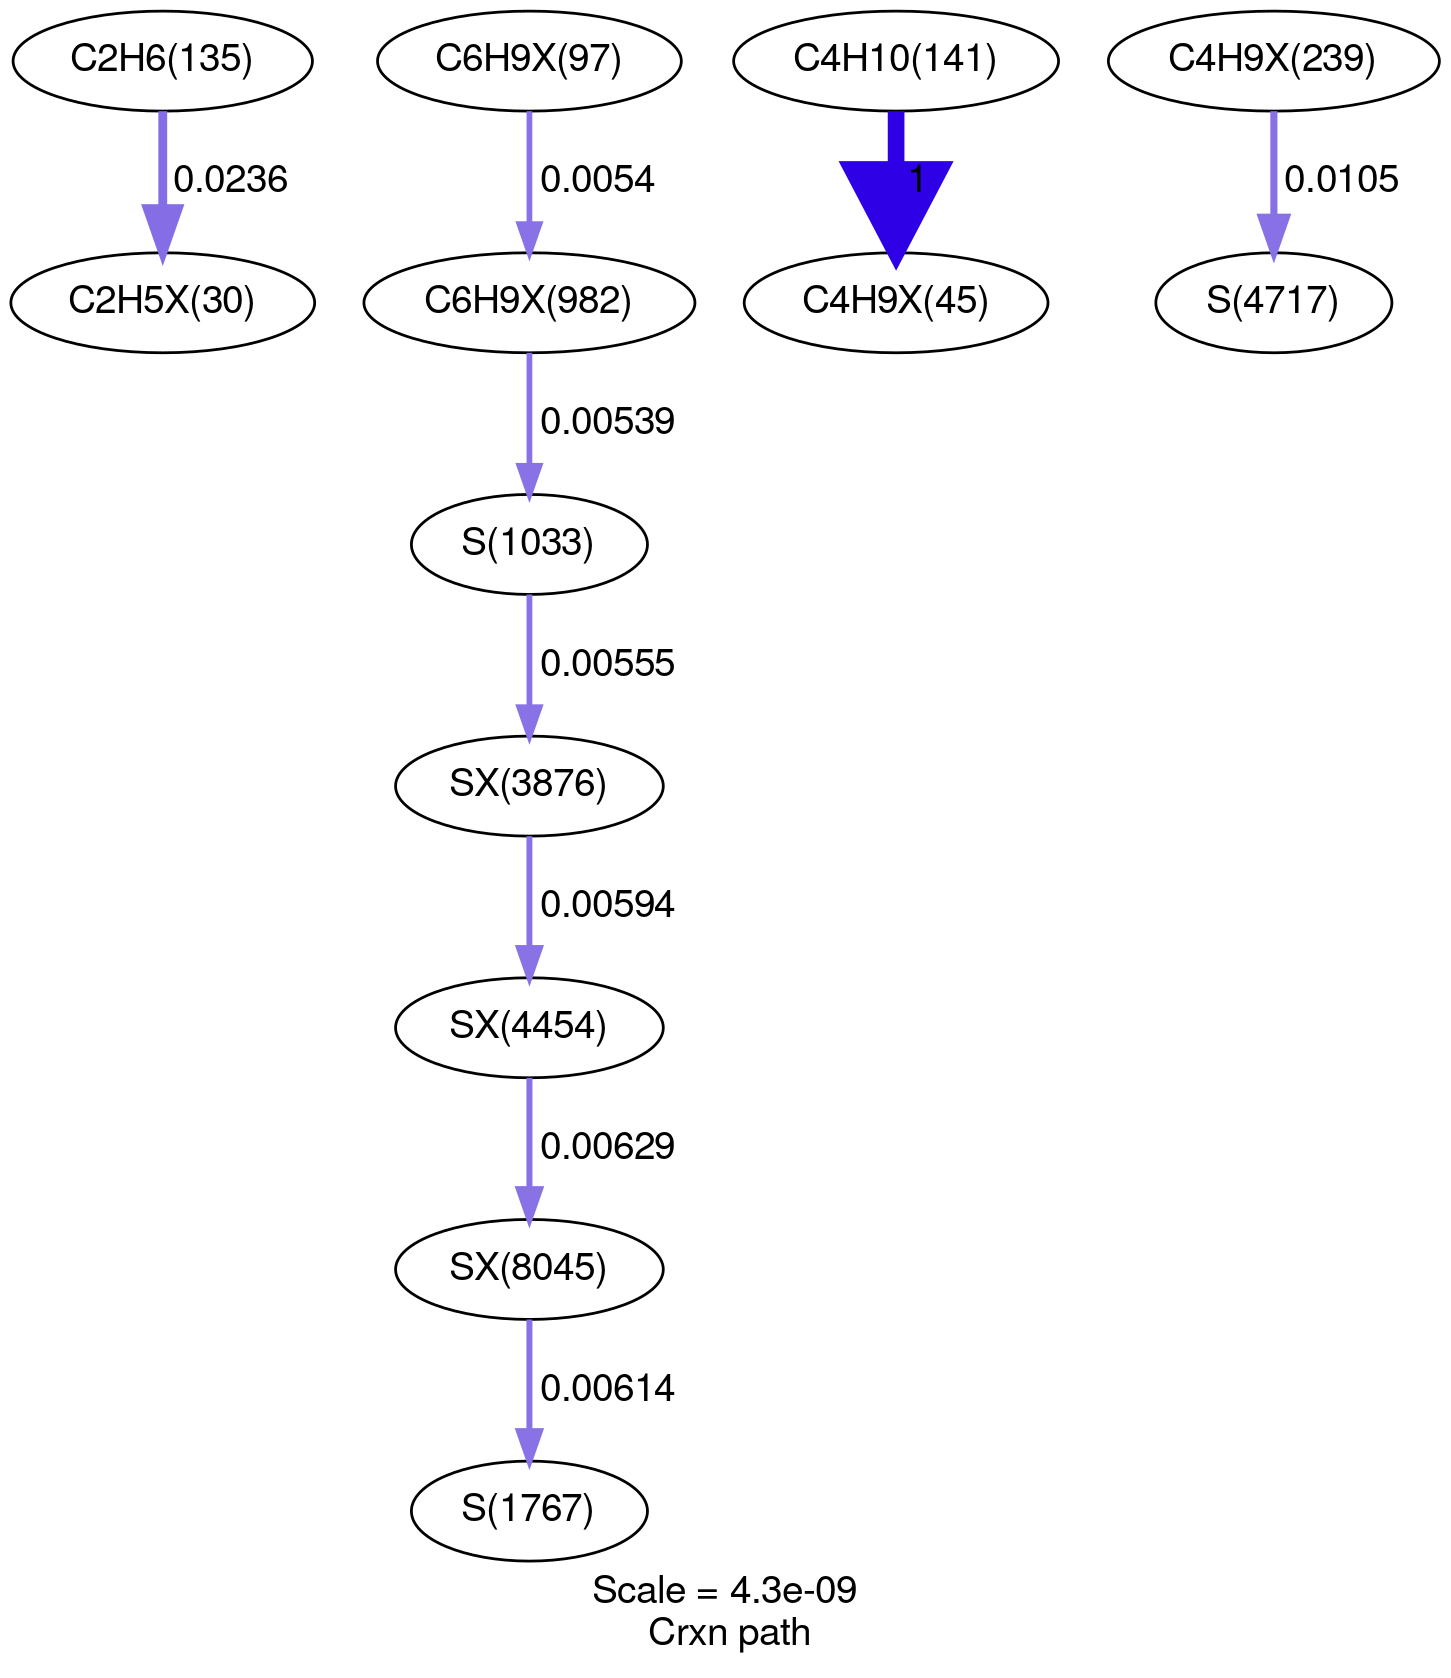 C2H6(135) C6H9X(97) C4H10(141) C4H9X(239)
0.0236 0.0054 1 0.0105
C2H5X(30) C6H9X(982) C4H9X(45) S(4717)
0.00539
S(1033)
0.00555
SX(3876)
0.00594
SX(4454)
0.00629
SX(8045)
0.00614
S(1767)
Scale = 4.3e-09
Crxn path